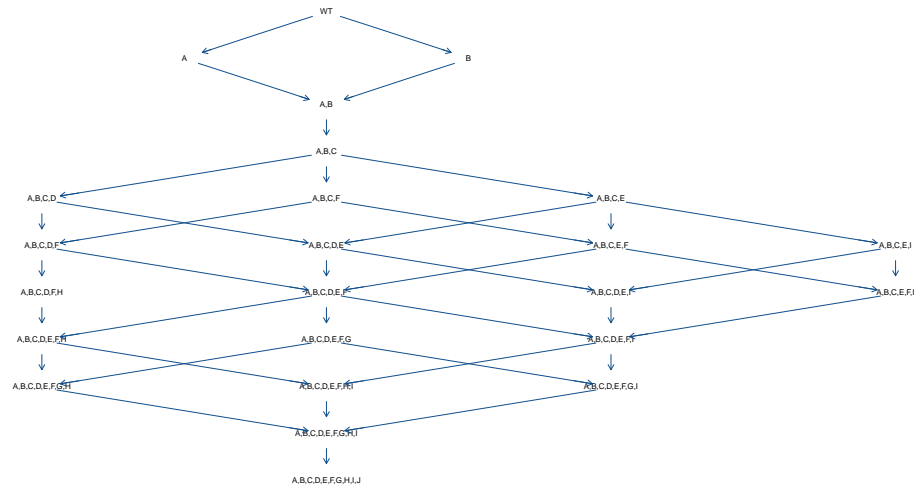 WT
A
B
A,B
A,B,C
A,B,C,D
A,B,C,F
A,B,C,E
A,B,C,D,F
A,B,C,D,E
A,B,C,E,F
A,B,C,E,I
A,B,C,D,F,H
A,B,C,D,E,F
A,B,C,D,E,I
A,B,C,E,F,I
A,B,C,D,E,F,H
A,B,C,D,E,F,G
A,B,C,D,E,F,I
A,B,C,D,E,F,G,H
A,B,C,D,E,F,H,I
A,B,C,D,E,F,G,I
A,B,C,D,E,F,G,H,I
A,B,C,D,E,F,G,H,I,J